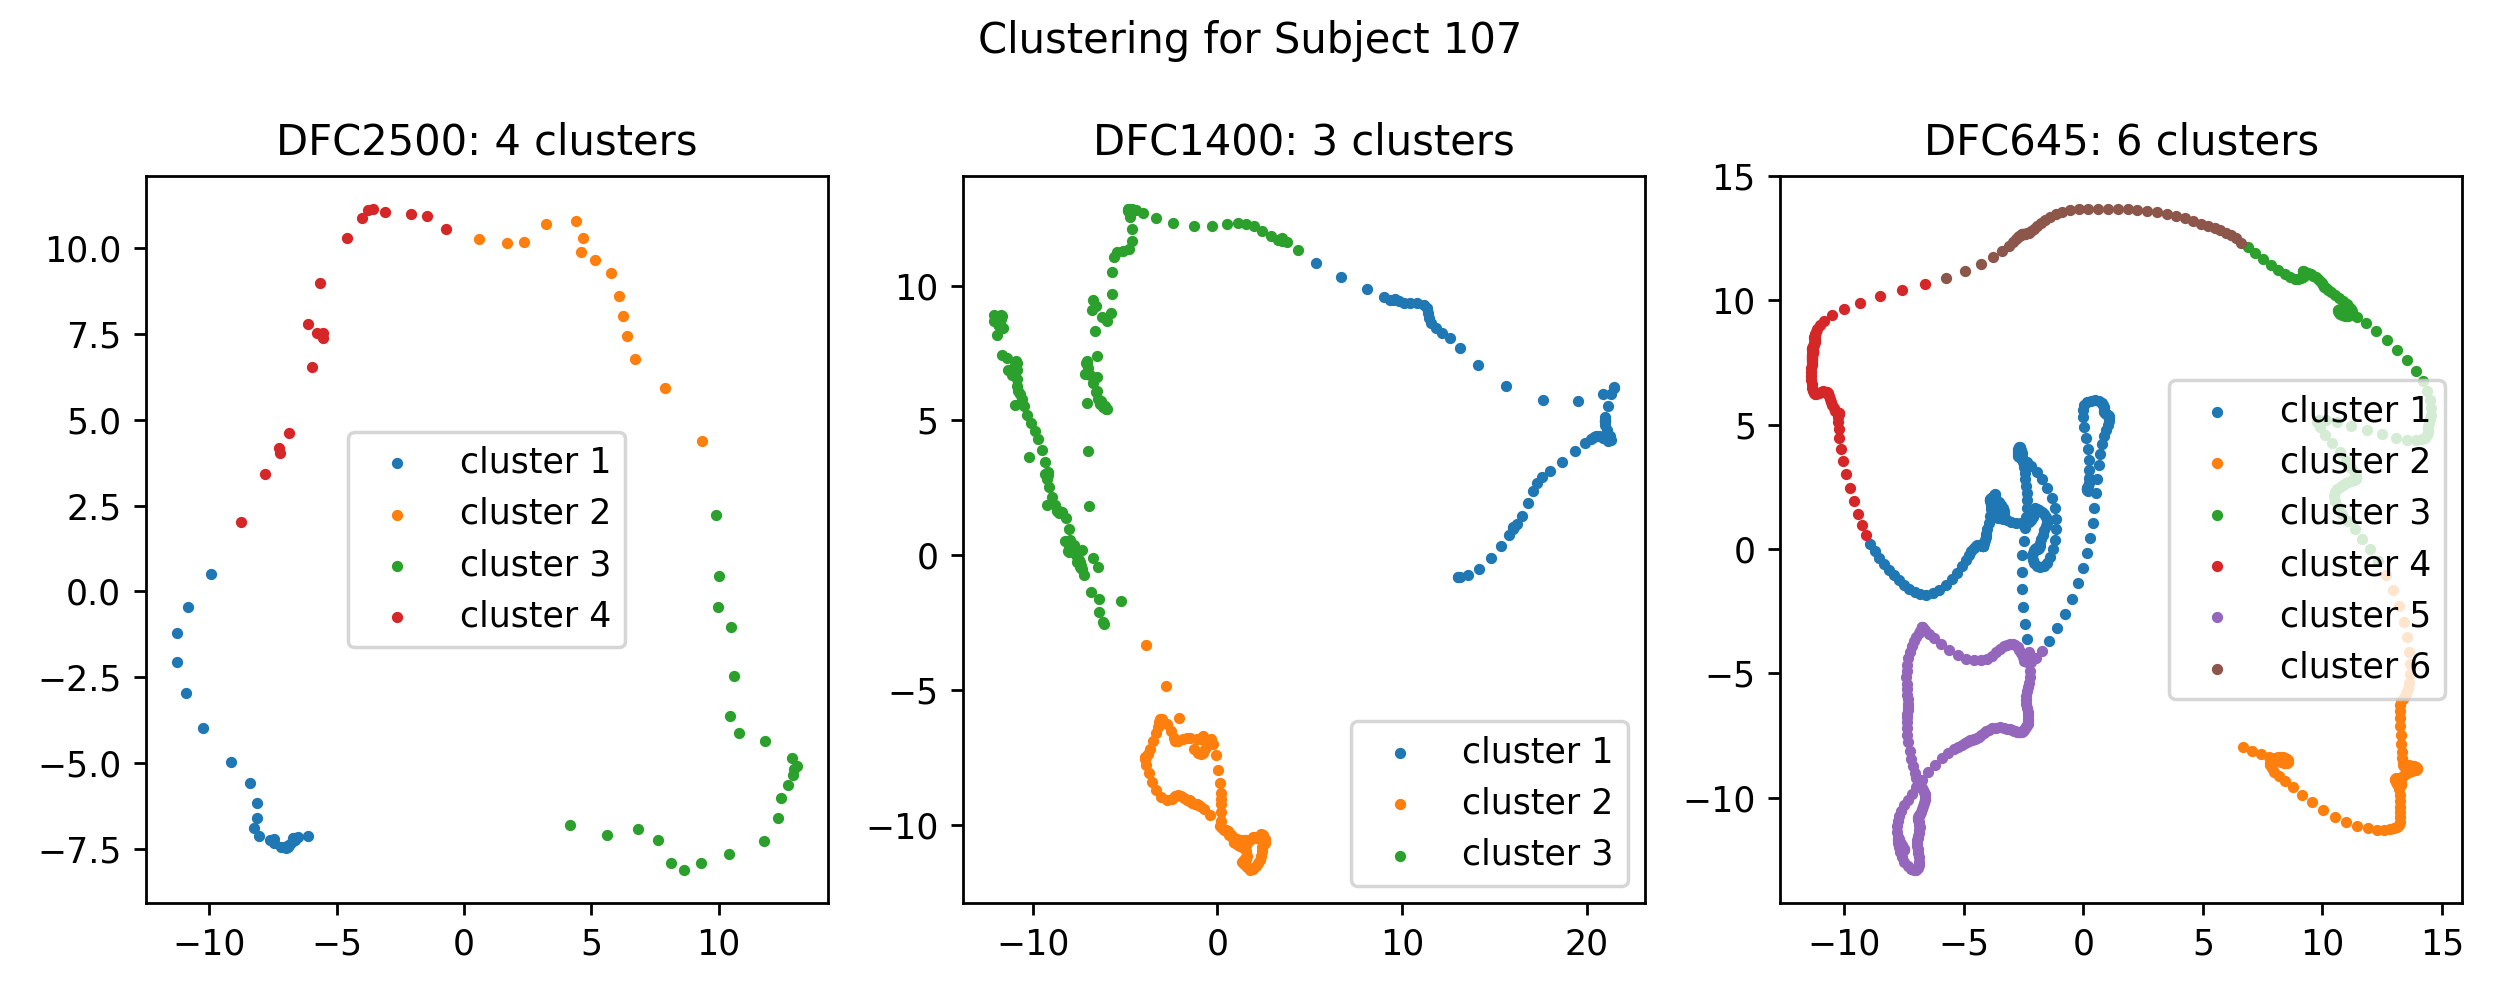 Clustering for Subject 107
DFC2500: 4 clusters
10.0
7.5
5.0
2.5
0.0
−2.5
−5.0
−7.5
−10
−5
0
5
10
cluster 1
cluster 2
cluster 3
cluster 4
DFC1400: 3 clusters
10
5
0
−5
−10
−10
0
10
20
cluster 1
cluster 2
cluster 3
DFC645: 6 clusters
15
10
5
0
−5
−10
−10
−5
0
5
10
15
cluster 1
cluster 2
cluster 3
cluster 4
cluster 5
cluster 6